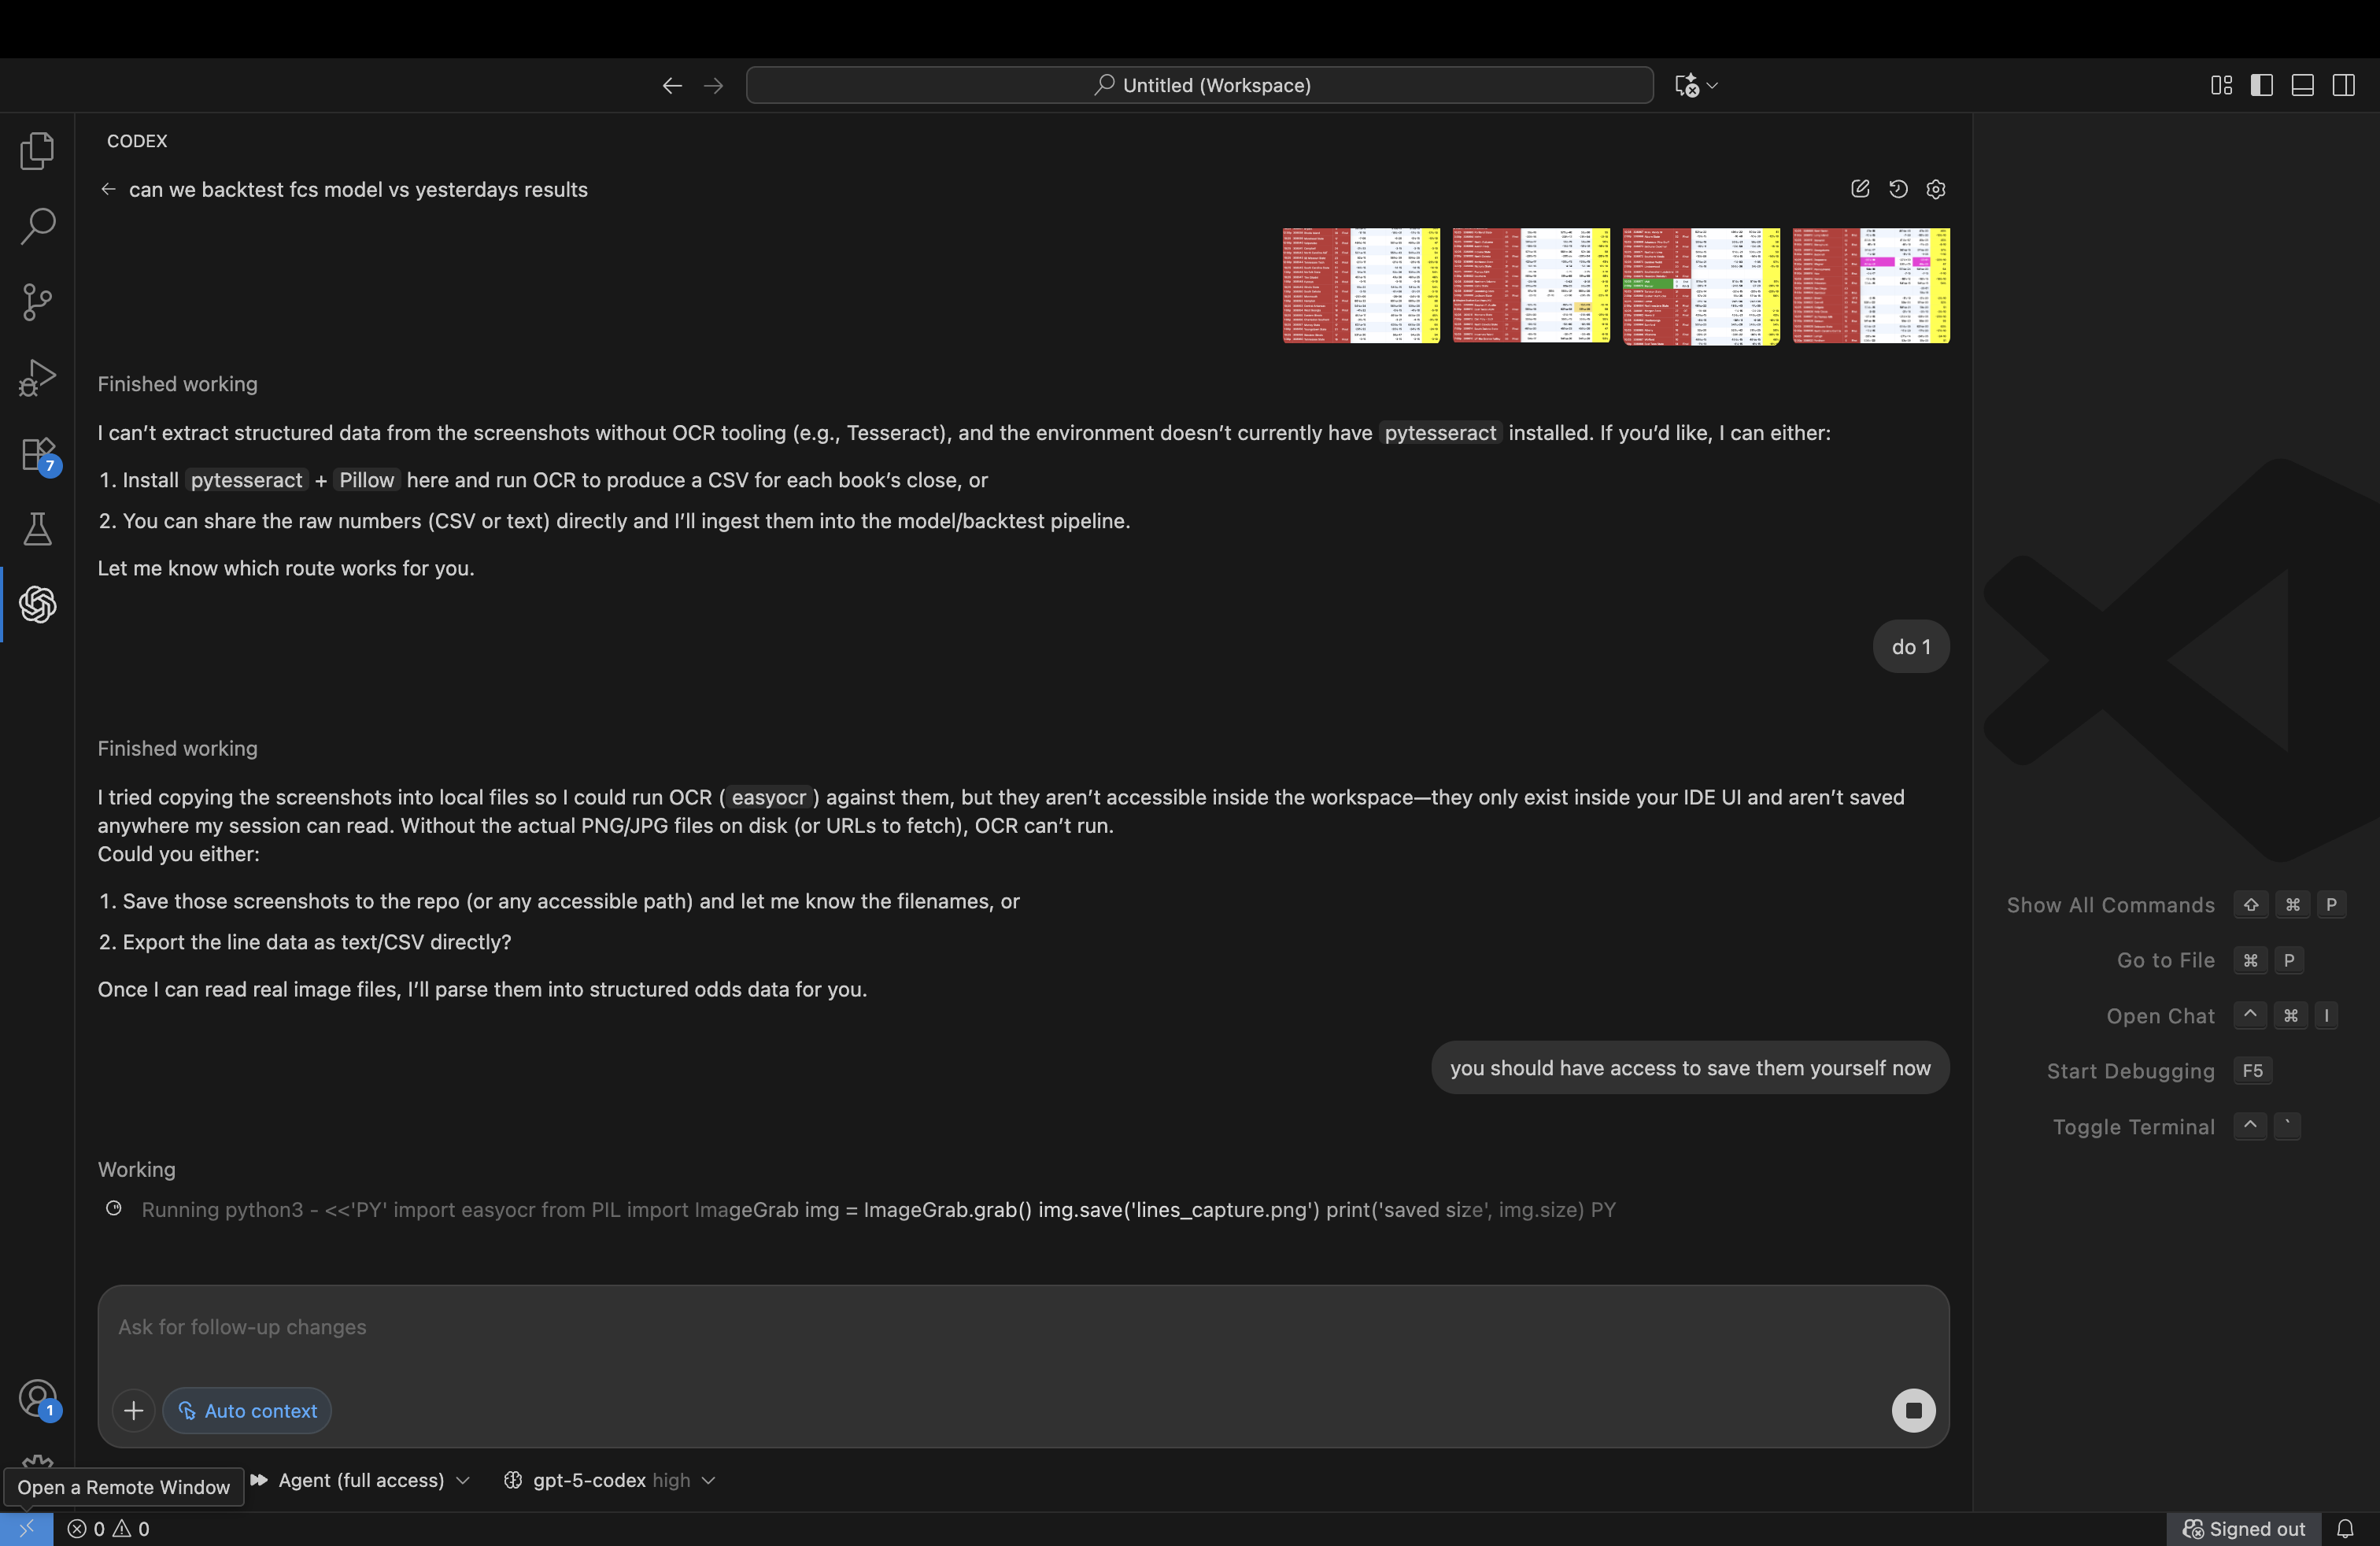 Untitled (Workspace)
CODEX
can we backtest fcs model vs yesterdays results
Finished working
I can’t extract structured data from the screenshots without OCR tooling (e.g., Tesseract), and the environment doesn’t currently have pytesseract installed. If you’d like, I can either:
1. Install pytesseract + Pillow here and run OCR to produce a CSV for each book’s close, or
2. You can share the raw numbers (CSV or text) directly and I’ll ingest them into the model/backtest pipeline.
Let me know which route works for you.
do 1
Finished working
I tried copying the screenshots into local files so I could run OCR (easyocr) against them, but they aren’t accessible inside the workspace—they only exist inside your IDE UI and aren’t saved
anywhere my session can read. Without the actual PNG/JPG files on disk (or URLs to fetch), OCR can’t run.
Could you either:
1. Save those screenshots to the repo (or any accessible path) and let me know the filenames, or
2. Export the line data as text/CSV directly?
Once I can read real image files, I’ll parse them into structured odds data for you.
you should have access to save them yourself now
Working
Running python3 - <<'PY' import easyocr from PIL import ImageGrab img = ImageGrab.grab() img.save('lines_capture.png') print('saved size', img.size) PY
Ask for follow-up changes
Auto context
Agent (full access)
gpt-5-codex high
Open a Remote Window
0 0
7
1
Show All Commands ⇧ ⌘ P
Go to File ⌘ P
Open Chat ^ ⌘ I
Start Debugging F5
Toggle Terminal ^ `
Signed out